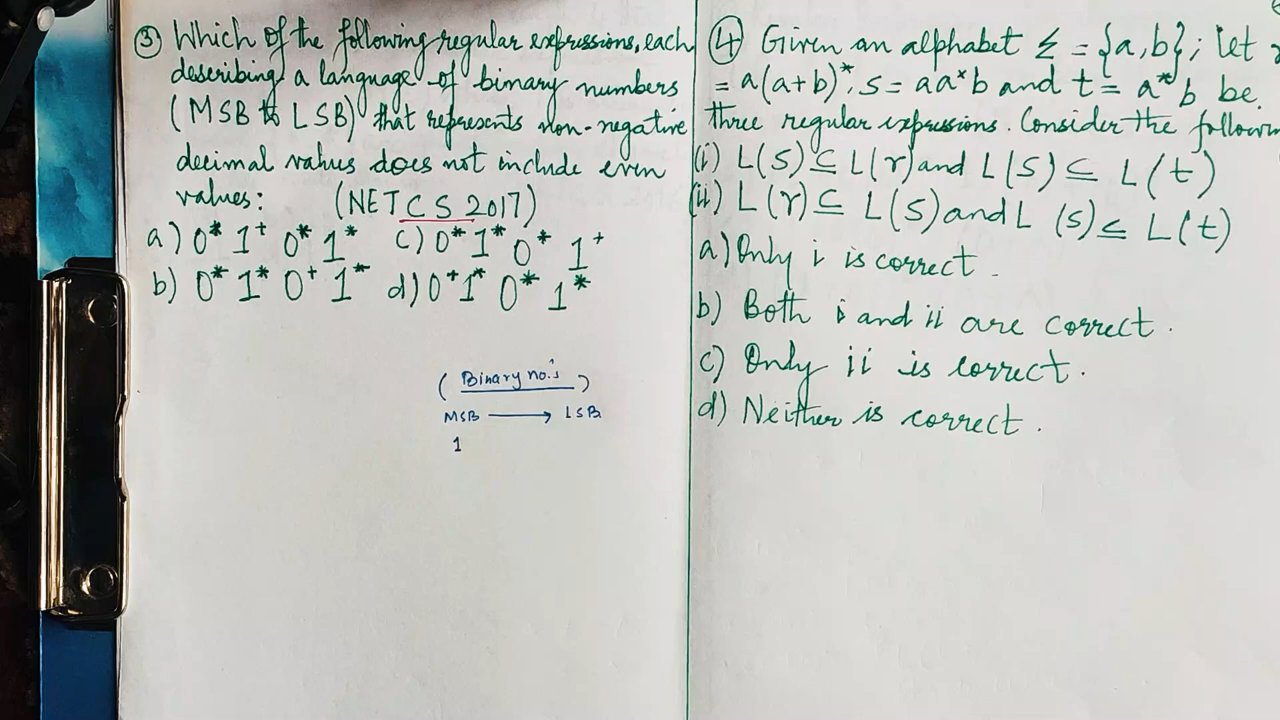 ③ Which of the following regular expressions, each
describing a language of binary numbers
(MSB to LSB) that represents non-negative
decimal values does not include even
values: (NET CS 2017)
a) 0* 1⁺ 0* 1* c) 0* 1* 0* 1⁺
b) 0* 1* 0⁺ 1* d) 0⁺ 1* 0* 1*
( Binary no.'s )
MSB ⟶ LSB
1
④ Given an alphabet Σ = {a,b}; let
= a(a+b)*; s = aa*b and t = a*b be.
three regular expressions. Consider the
(i) L(s) ⊆ L(r) and L(s) ⊆ L(t)
(ii) L(r) ⊆ L(s) and L(s) ⊆ L(t)
a) Only i is correct.
b) Both i and ii are correct.
c) Only ii is correct.
d) Neither is correct.